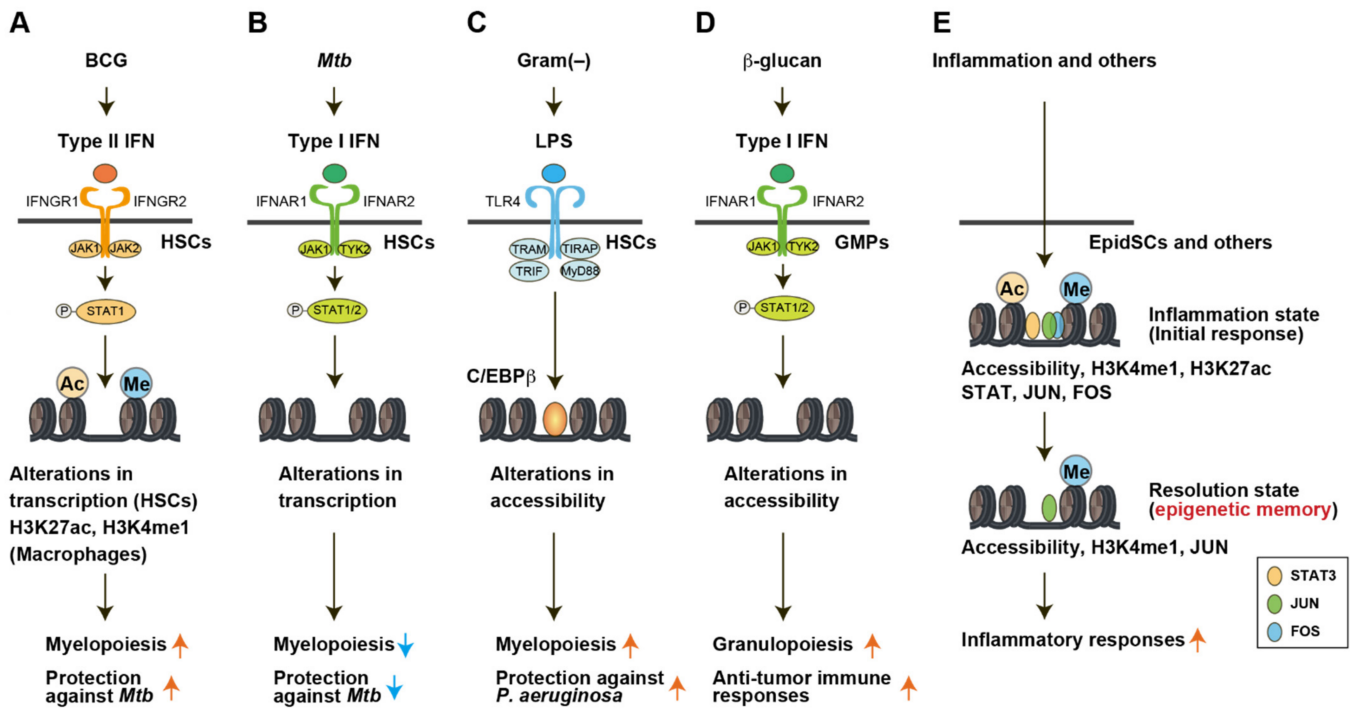 A
BCG
Type II IFN
IFNGR1
IFNGR2
HSCs
JAK1
JAK2
P
STAT1
Ac
Me
Alterations in
transcription (HSCs)
H3K27ac, H3K4me1
(Macrophages)
Myelopoiesis
Protection
against Mtb
B
Mtb
Type I IFN
IFNAR1
IFNAR2
HSCs
JAK1
TYK2
P
STAT1/2
Alterations in
transcription
Myelopoiesis
Protection
against Mtb
C
Gram(–)
LPS
TLR4
HSCs
TRAM
TIRAP
TRIF
MyD88
C/EBPβ
Alterations in
accessibility
Myelopoiesis
Protection against
P. aeruginosa
D
β-glucan
Type I IFN
IFNAR1
IFNAR2
GMPs
JAK1
TYK2
P
STAT1/2
Alterations in
accessibility
Granulopoiesis
Anti-tumor immune
responses
E
Inflammation and others
EpidSCs and others
Ac
Me
Inflammation state
(Initial response)
Accessibility, H3K4me1, H3K27ac
STAT, JUN, FOS
Me
Resolution state
(epigenetic memory)
Accessibility, H3K4me1, JUN
STAT3
JUN
FOS
Inflammatory responses